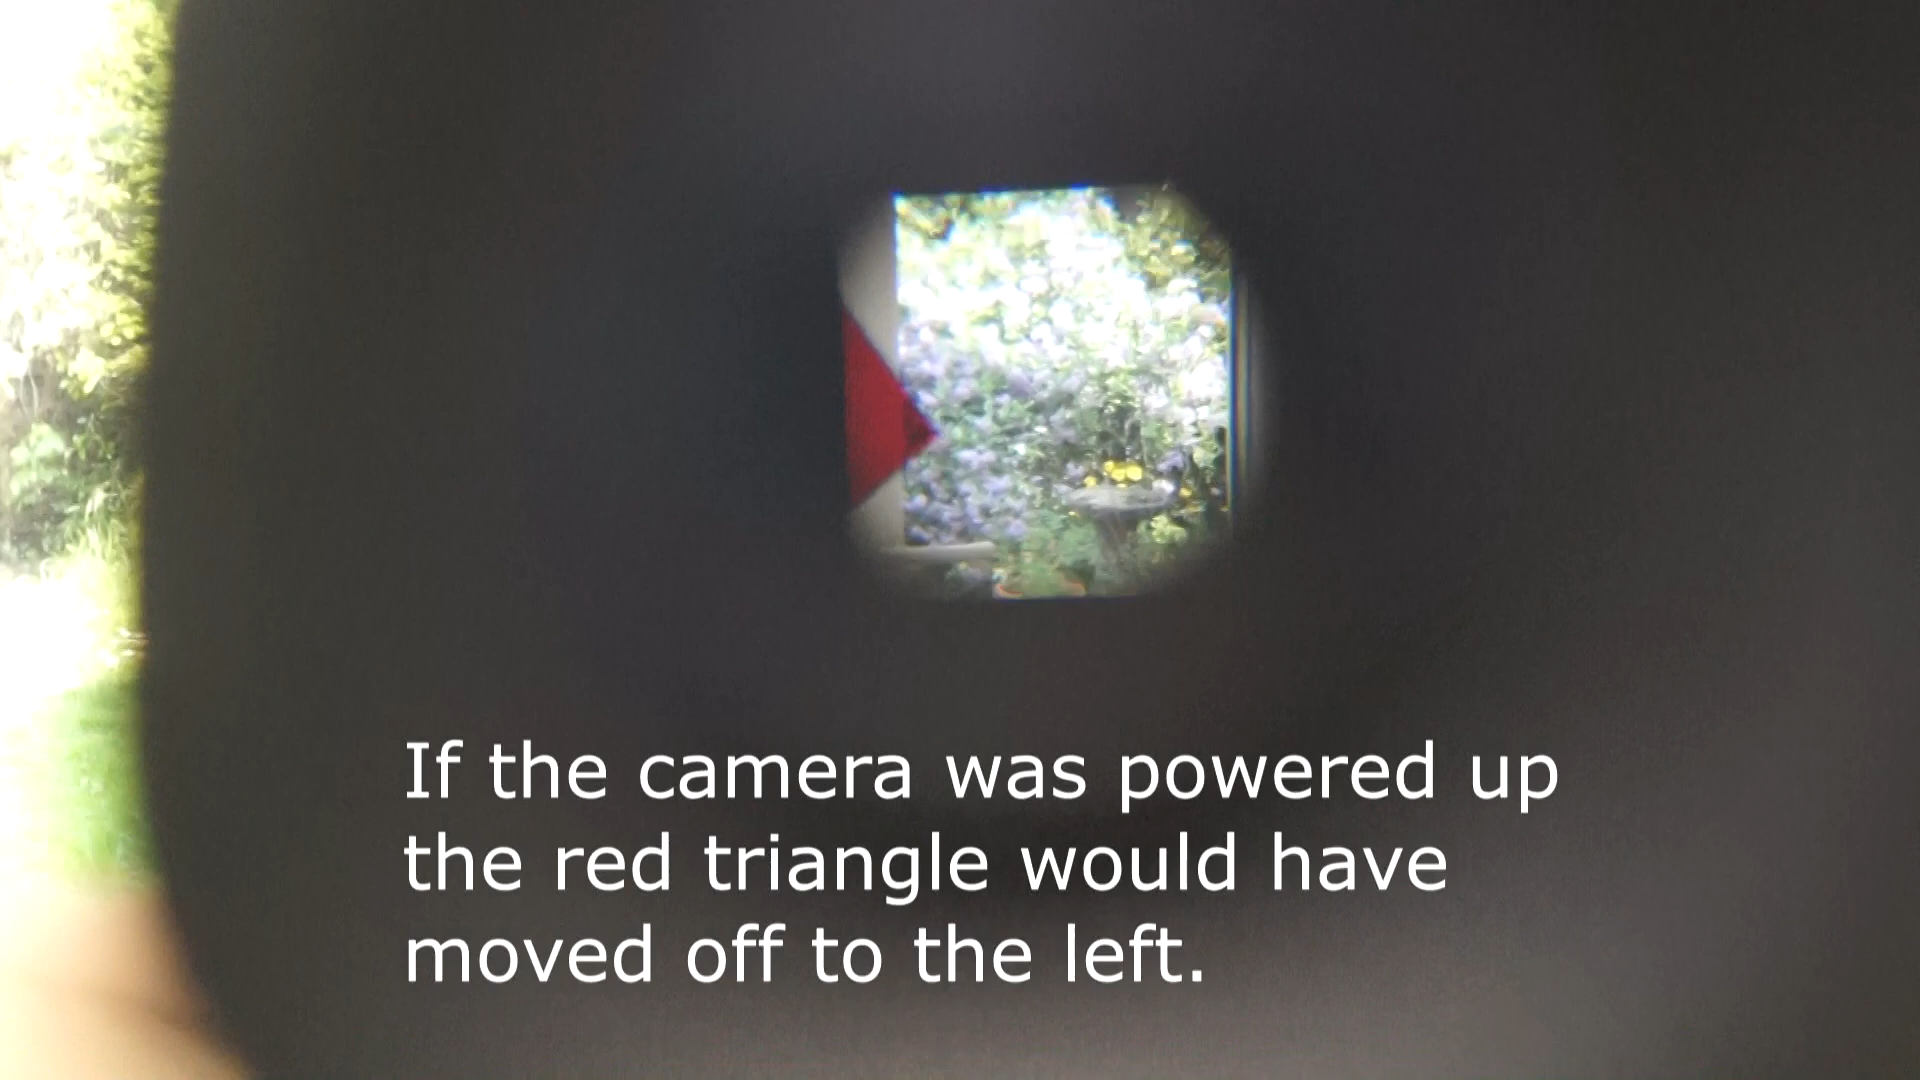 If the camera was powered up
the red triangle would have
moved off to the left.